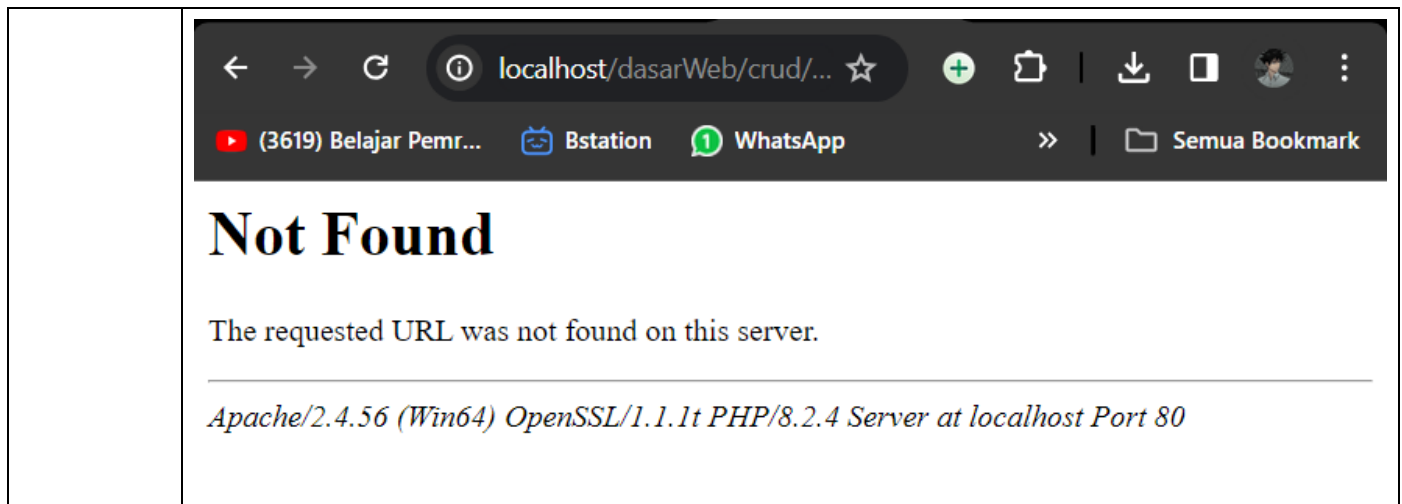 localhost/dasarWeb/crud/...
(3619) Belajar Pemr... Bstation 1 WhatsApp » Semua Bookmark
Not Found
The requested URL was not found on this server.
Apache/2.4.56 (Win64) OpenSSL/1.1.1t PHP/8.2.4 Server at localhost Port 80